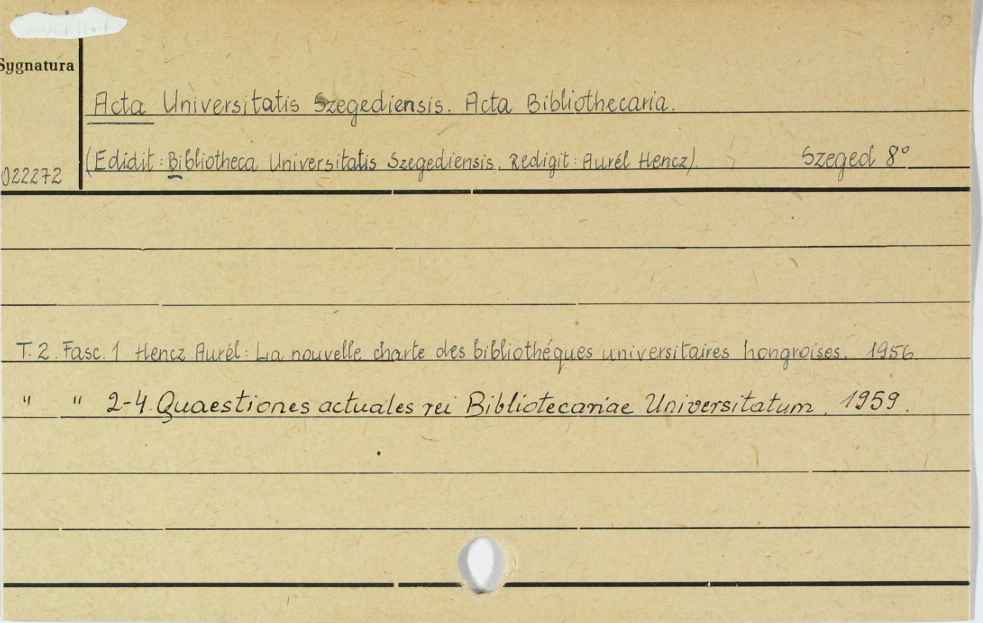 Sygnatura
Acta Universitatis Szegediensis. Acta Bibliothecaria.
(Edidit: Bibliotheca Universitatis Szegediensis. Redigit: Aurél Hencz). Szeged 8°
022272
T. 2. Fasc. 1 Hencz Aurél: La nouvelle charte des bibliothéques universitaires hongroises. 1956
" " 2-4. Quaestiones actuales rei Bibliotecariae Universitatum. 1959.